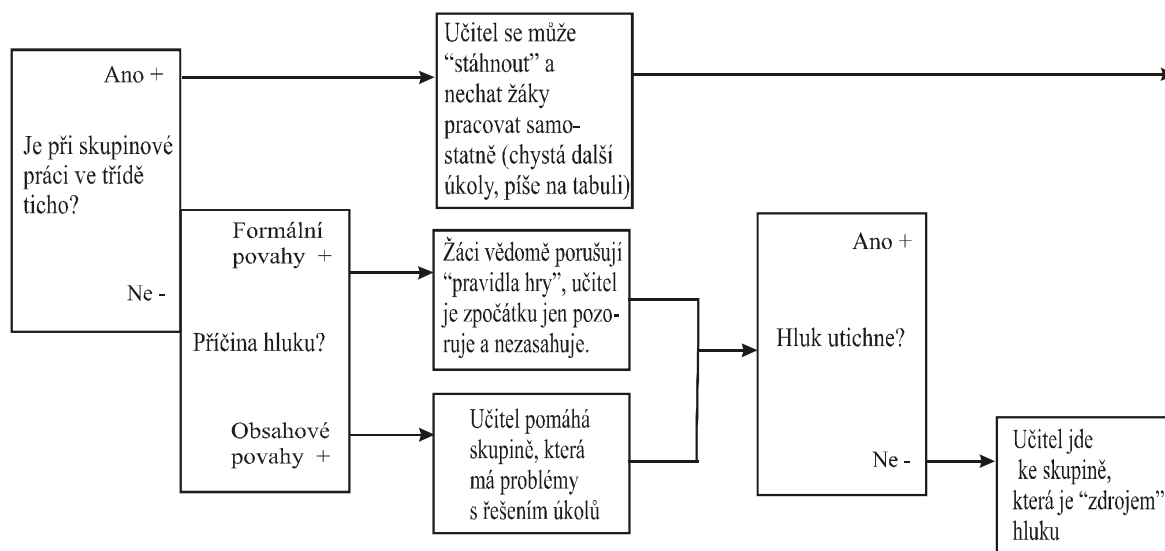 Ano +
Je při skupinové
práci ve třídě
ticho?
Ne -
Učitel se může
“stáhnout” a
nechat žáky
pracovat samo-
statně (chystá další
úkoly, píše na tabuli)
Formální
povahy +
Příčina hluku?
Obsahové
povahy +
Žáci vědomě porušují
“pravidla hry”, učitel
je zpočátku jen pozo-
ruje a nezasahuje.
Učitel pomáhá
skupině, která
má problémy
s řešením úkolů
Ano +
Hluk utichne?
Ne -
Učitel jde
ke skupině,
která je “zdrojem”
hluku